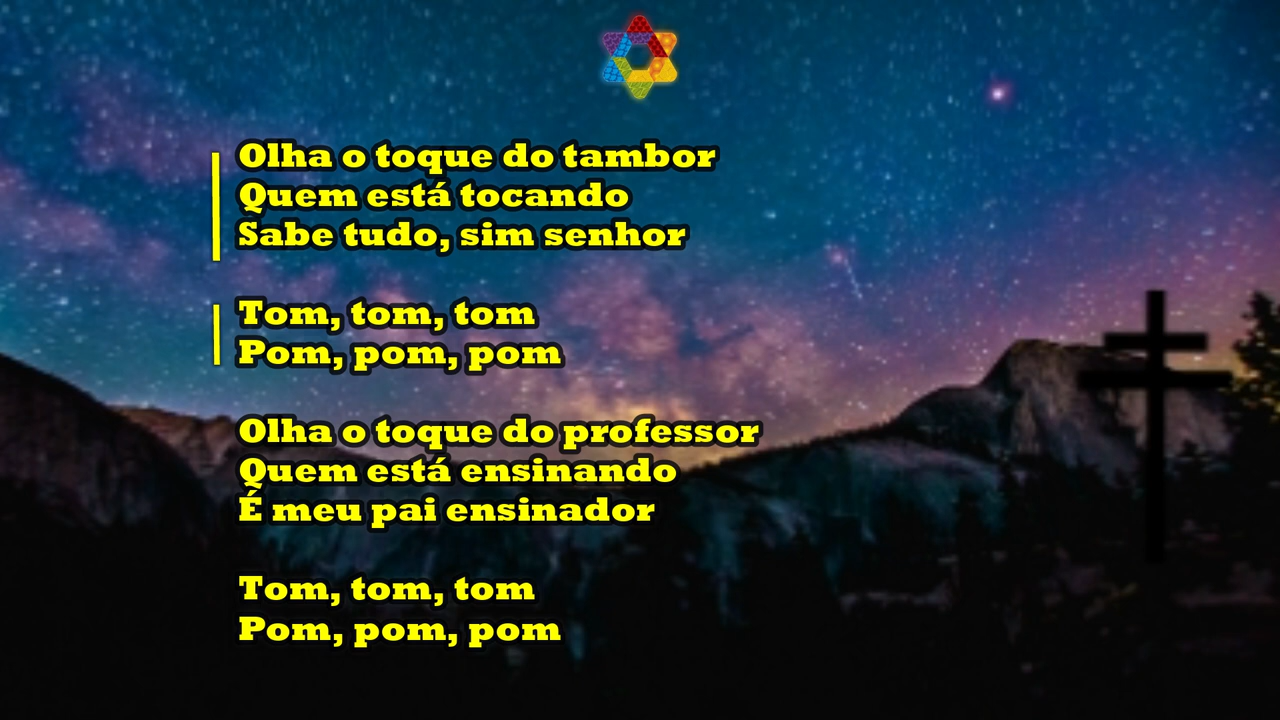 Olha o toque do tambor
Quem está tocando
Sabe tudo, sim senhor
Tom, tom, tom
Pom, pom, pom
Olha o toque do professor
Quem está ensinando
É meu pai ensinador
Tom, tom, tom
Pom, pom, pom